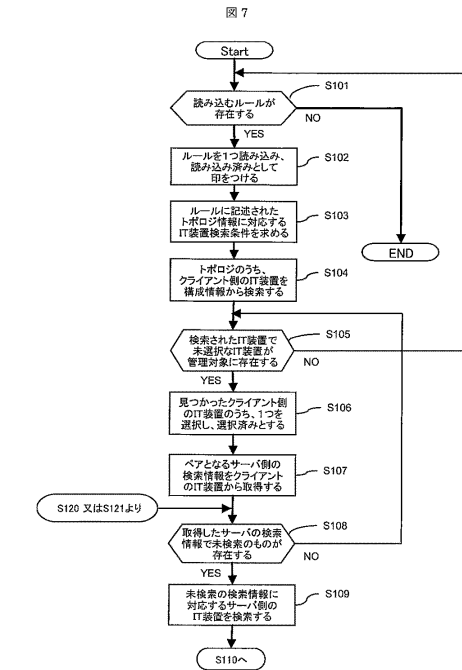 図7
Start
読み込むルールが
存在する
S101
NO
YES
ルールを1つ読み込み、
読み込み済みとして
印をつける
S102
ルールに記述された
トポロジ情報に対応する
IT装置検索条件を求める
S103
END
トポロジのうち、
クライアント側のIT装置を
構成情報から検索する
S104
検索されたIT装置で
未選択なIT装置が
管理対象に存在する
S105
NO
YES
見つかったクライアント側
のIT装置のうち、1つを
選択し、選択済みとする
S106
ペアとなるサーバ側の
検索情報をクライアント
のIT装置から取得する
S107
S120 又はS121より
取得したサーバの検索
情報で未検索のものが
存在する
S108
NO
YES
未検索の検索情報に
対応するサーバ側の
IT装置を検索する
S109
S110へ